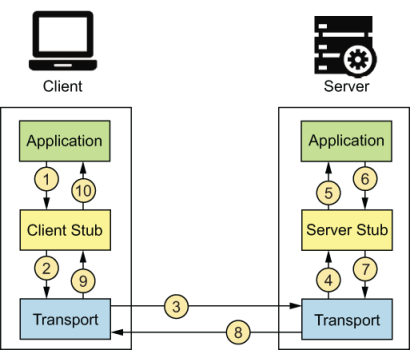 Client
Server
Application
Application
1
10
5
6
Client Stub
Server Stub
2
9
4
7
3
Transport
Transport
8